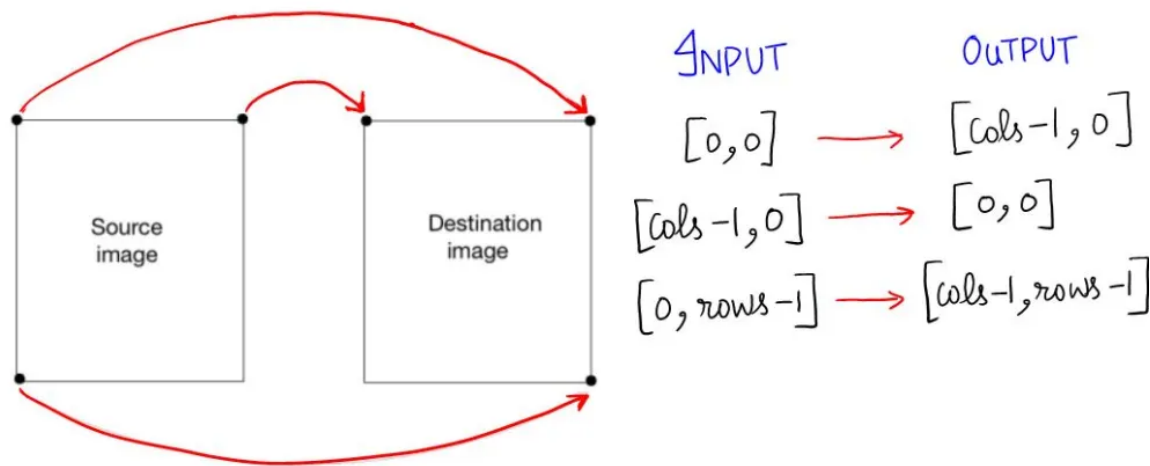 Source
image
Destination
image
INPUT OUTPUT
[0,0] [cols-1,0]
[cols-1,0] [0,0]
[0,rows-1] [cols-1,rows-1]